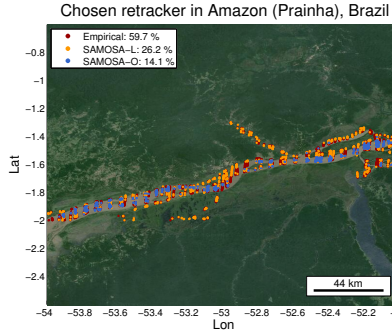 Chosen retracker in Amazon (Prainha), Brazil
Empirical: 59.7 %
SAMOSA-L: 26.2 %
SAMOSA-O: 14.1 %
−0.8
−1
−1.2
−1.4
−1.6
−1.8
−2
−2.2
−2.4
Lat
44 km
−54 −53.8 −53.6 −53.4 −53.2 −53 −52.8 −52.6 −52.4 −52.2
Lon